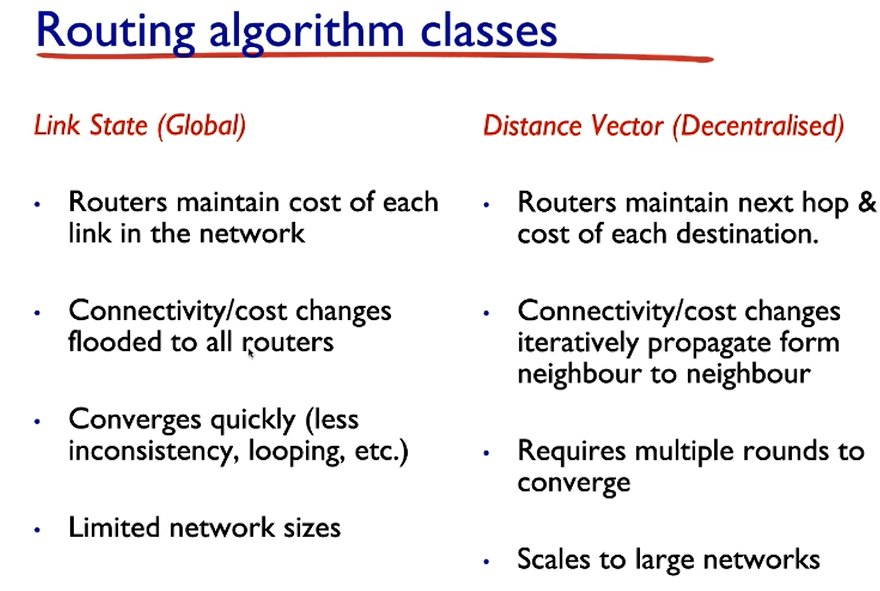 Routing algorithm classes
Link State (Global)
• Routers maintain cost of each
link in the network
• Connectivity/cost changes
flooded to all routers
• Converges quickly (less
inconsistency, looping, etc.)
• Limited network sizes
Distance Vector (Decentralised)
• Routers maintain next hop &
cost of each destination.
• Connectivity/cost changes
iteratively propagate form
neighbour to neighbour
• Requires multiple rounds to
converge
• Scales to large networks